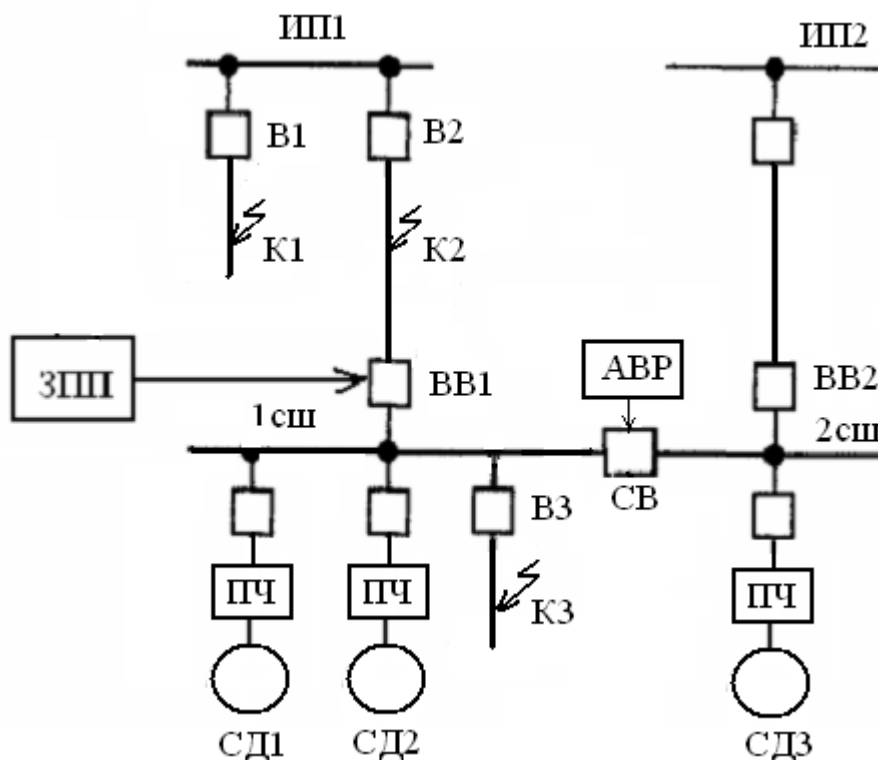 ИП1 ИП2
В1 В2
К1 К2
ЗПП ВВ1 АВР ВВ2
1сш 2сш
СВ
В3
ПЧ ПЧ К3 ПЧ
СД1 СД2 СД3